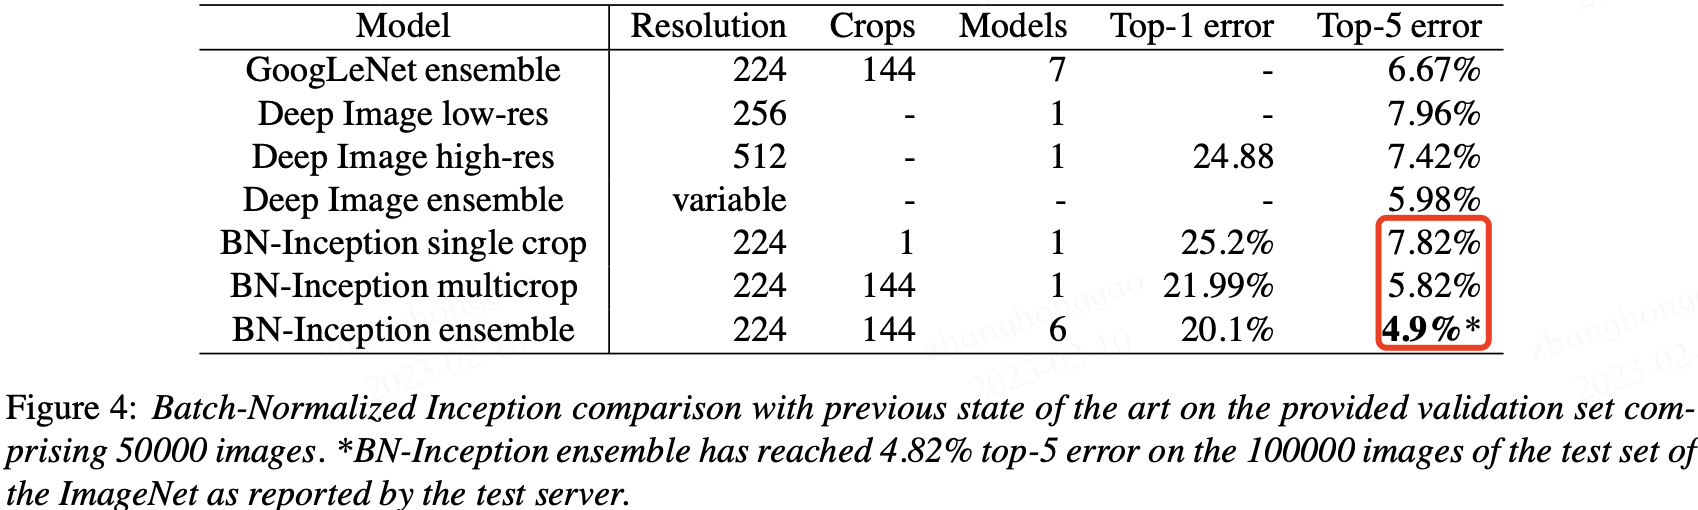 Model Resolution Crops Models Top-1 error Top-5 error
GoogLeNet ensemble 224 144 7 - 6.67%
Deep Image low-res 256 - 1 - 7.96%
Deep Image high-res 512 - 1 24.88 7.42%
Deep Image ensemble variable - - - 5.98%
BN-Inception single crop 224 1 1 25.2% 7.82%
BN-Inception multicrop 224 144 1 21.99% 5.82%
BN-Inception ensemble 224 144 6 20.1% 4.9%*
Figure 4: Batch-Normalized Inception comparison with previous state of the art on the provided validation set com-
prising 50000 images. *BN-Inception ensemble has reached 4.82% top-5 error on the 100000 images of the test set of
the ImageNet as reported by the test server.
zhanghonggao
2023-02-10